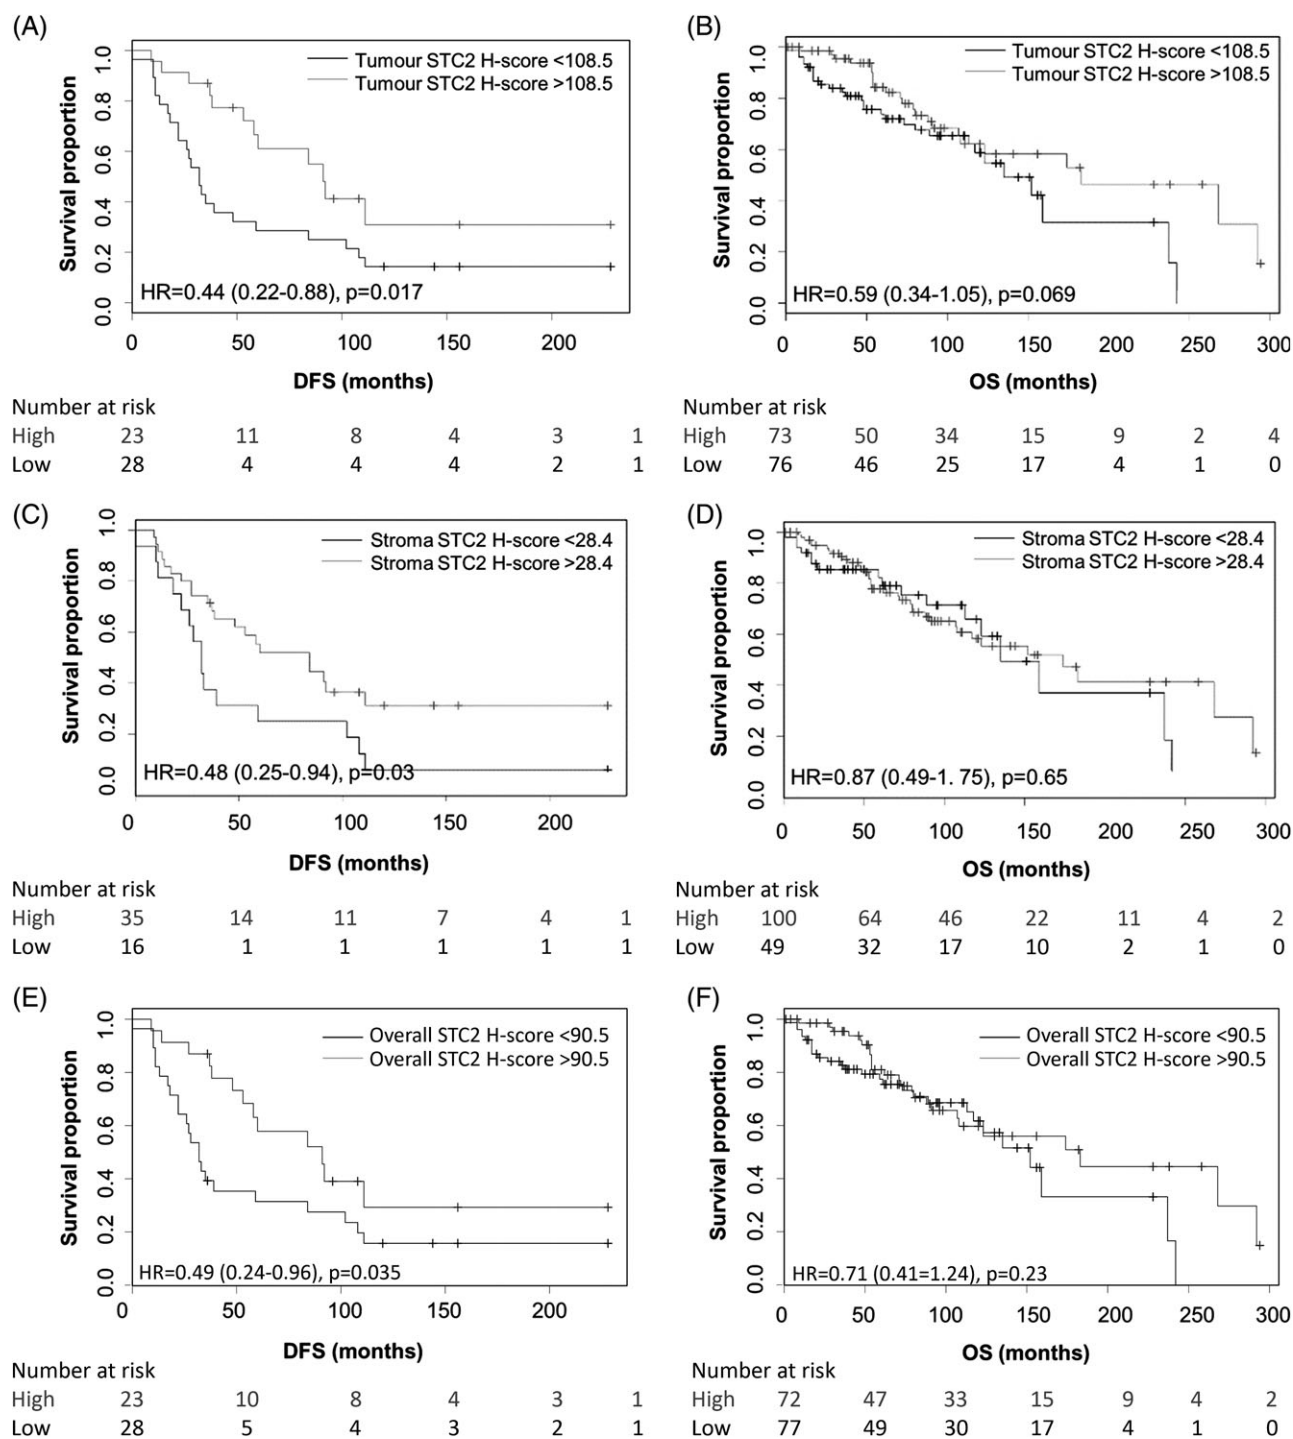 (A)
Tumour STC2 H-score <108.5
Tumour STC2 H-score >108.5
Survival proportion
0.0 0.2 0.4 0.6 0.8 1.0
HR=0.44 (0.22-0.88), p=0.017
0 50 100 150 200
DFS (months)
Number at risk
High 23 11 8 4 3 1
Low 28 4 4 4 2 1
(B)
Tumour STC2 H-score <108.5
Tumour STC2 H-score >108.5
Survival proportion
0.0 0.2 0.4 0.6 0.8 1.0
HR=0.59 (0.34-1.05), p=0.069
0 50 100 150 200 250 300
OS (months)
Number at risk
High 73 50 34 15 9 2 4
Low 76 46 25 17 4 1 0
(C)
Stroma STC2 H-score <28.4
Stroma STC2 H-score >28.4
Survival proportion
0.0 0.2 0.4 0.6 0.8 1.0
HR=0.48 (0.25-0.94), p=0.03
0 50 100 150 200
DFS (months)
Number at risk
High 35 14 11 7 4 1
Low 16 1 1 1 1 1
(D)
Stroma STC2 H-score <28.4
Stroma STC2 H-score >28.4
Survival proportion
0.0 0.2 0.4 0.6 0.8 1.0
HR=0.87 (0.49-1. 75), p=0.65
0 50 100 150 200 250 300
OS (months)
Number at risk
High 100 64 46 22 11 4 2
Low 49 32 17 10 2 1 0
(E)
Overall STC2 H-score <90.5
Overall STC2 H-score >90.5
Survival proportion
0.0 0.2 0.4 0.6 0.8 1.0
HR=0.49 (0.24-0.96), p=0.035
0 50 100 150 200
DFS (months)
Number at risk
High 23 10 8 4 3 1
Low 28 5 4 3 2 1
(F)
Overall STC2 H-score <90.5
Overall STC2 H-score >90.5
Survival proportion
0.0 0.2 0.4 0.6 0.8 1.0
HR=0.71 (0.41=1.24), p=0.23
0 50 100 150 200 250 300
OS (months)
Number at risk
High 72 47 33 15 9 4 2
Low 77 49 30 17 4 1 0